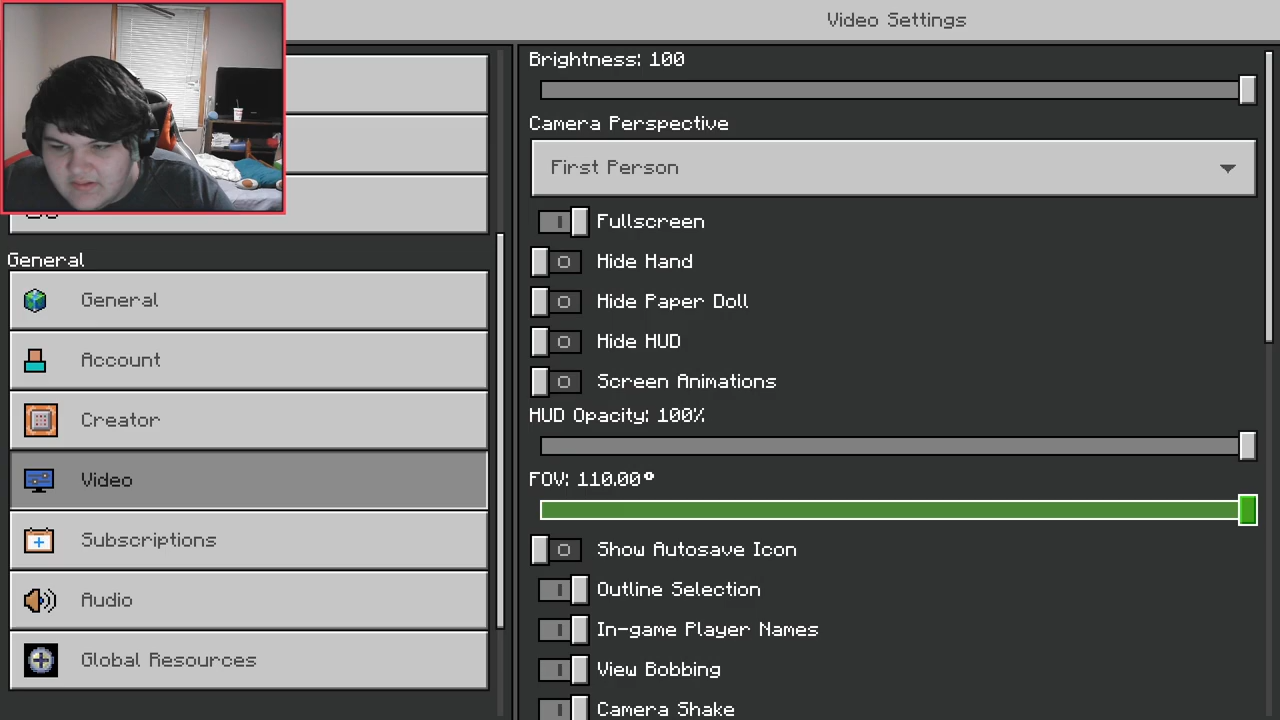 Video Settings
General
General
Account
Creator
Video
Subscriptions
Audio
Global Resources
Brightness: 100
Camera Perspective
First Person
Fullscreen
Hide Hand
Hide Paper Doll
Hide HUD
Screen Animations
HUD Opacity: 100%
FOV: 110.00°
Show Autosave Icon
Outline Selection
In-game Player Names
View Bobbing
Camera Shake